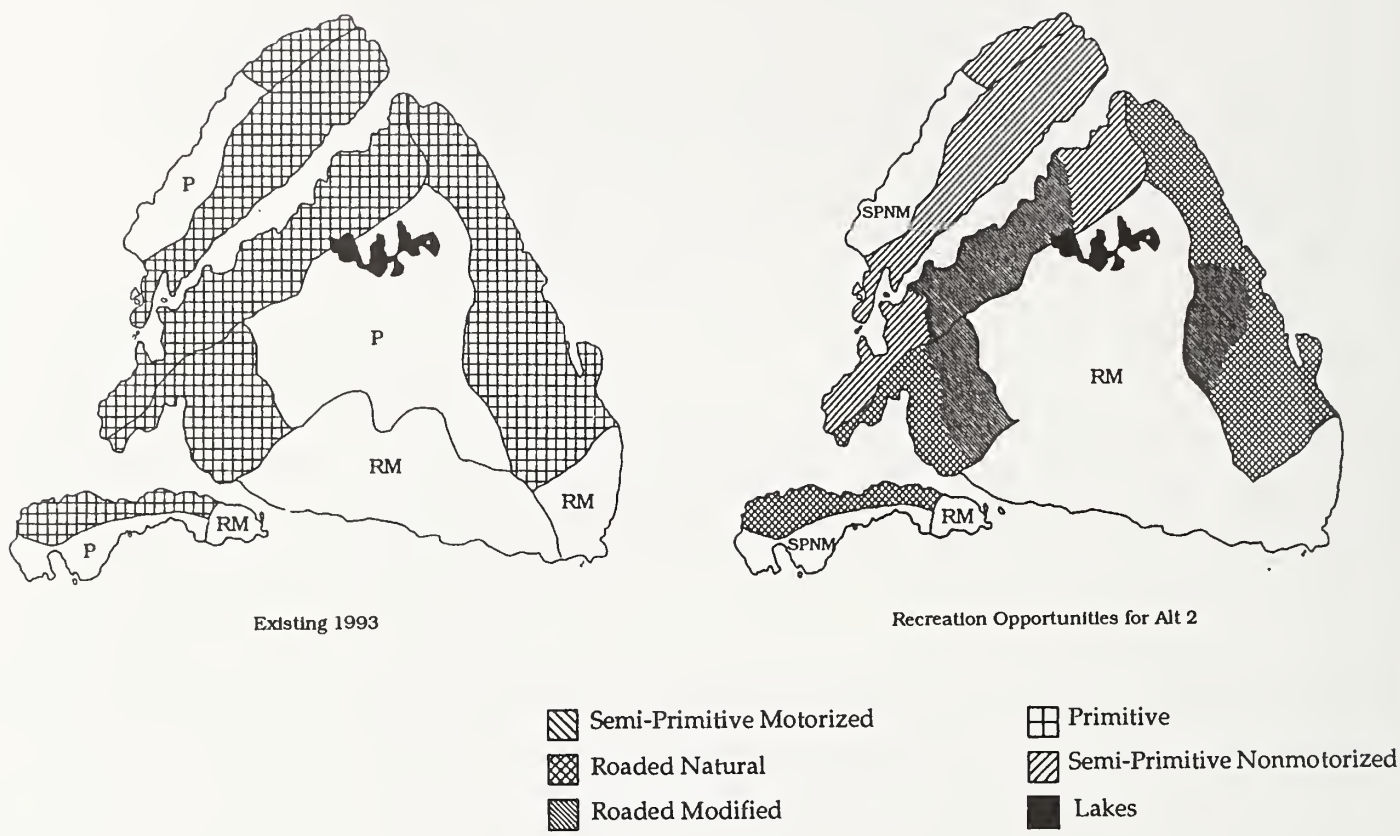 P
P
RM
RM
RM
P
Existing 1993
SPNM
RM
RM
SPNM
Recreation Opportunities for Alt 2
Semi-Primitive Motorized
Roaded Natural
Roaded Modified
Primitive
Semi-Primitive Nonmotorized
Lakes